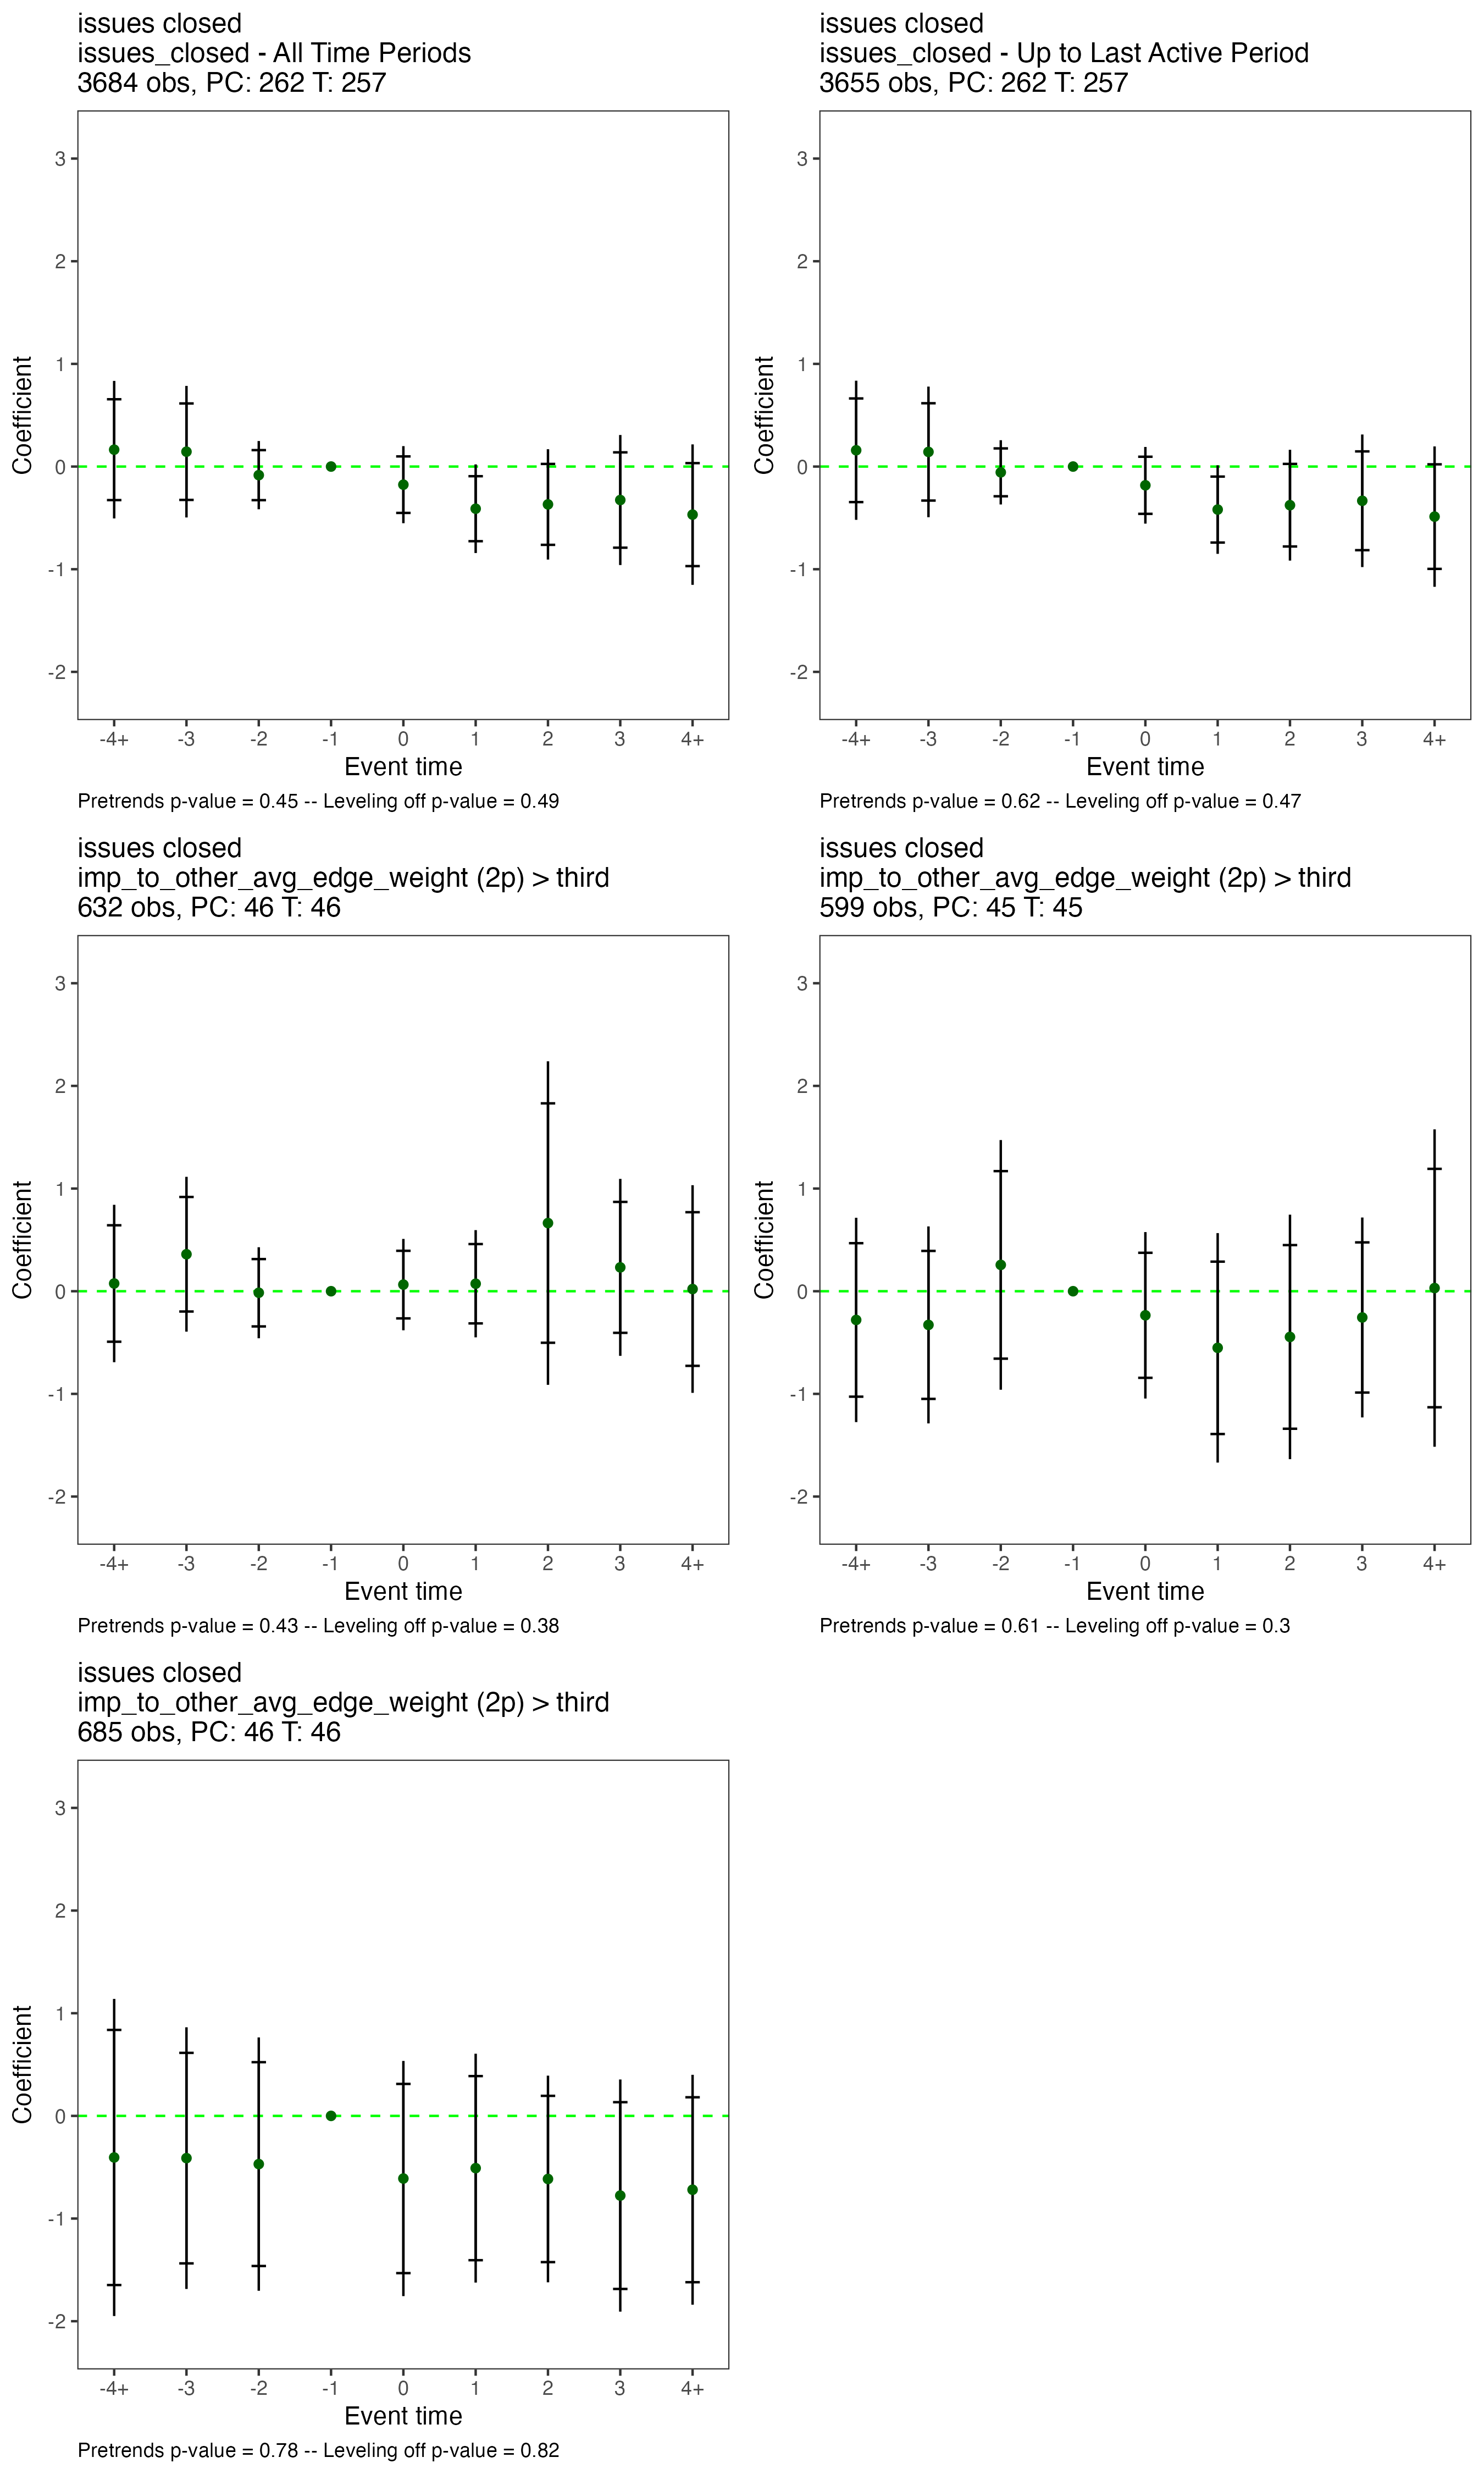 issues closed
issues_closed - All Time Periods
3684 obs, PC: 262 T: 257
Coefficient
3
2
1
0
-1
-2
-4+ -3 -2 -1 0 1 2 3 4+
Event time
Pretrends p-value = 0.45 -- Leveling off p-value = 0.49
issues closed
issues_closed - Up to Last Active Period
3655 obs, PC: 262 T: 257
Coefficient
3
2
1
0
-1
-2
-4+ -3 -2 -1 0 1 2 3 4+
Event time
Pretrends p-value = 0.62 -- Leveling off p-value = 0.47
issues closed
imp_to_other_avg_edge_weight (2p) > third
632 obs, PC: 46 T: 46
Coefficient
3
2
1
0
-1
-2
-4+ -3 -2 -1 0 1 2 3 4+
Event time
Pretrends p-value = 0.43 -- Leveling off p-value = 0.38
issues closed
imp_to_other_avg_edge_weight (2p) > third
599 obs, PC: 45 T: 45
Coefficient
3
2
1
0
-1
-2
-4+ -3 -2 -1 0 1 2 3 4+
Event time
Pretrends p-value = 0.61 -- Leveling off p-value = 0.3
issues closed
imp_to_other_avg_edge_weight (2p) > third
685 obs, PC: 46 T: 46
Coefficient
3
2
1
0
-1
-2
-4+ -3 -2 -1 0 1 2 3 4+
Event time
Pretrends p-value = 0.78 -- Leveling off p-value = 0.82